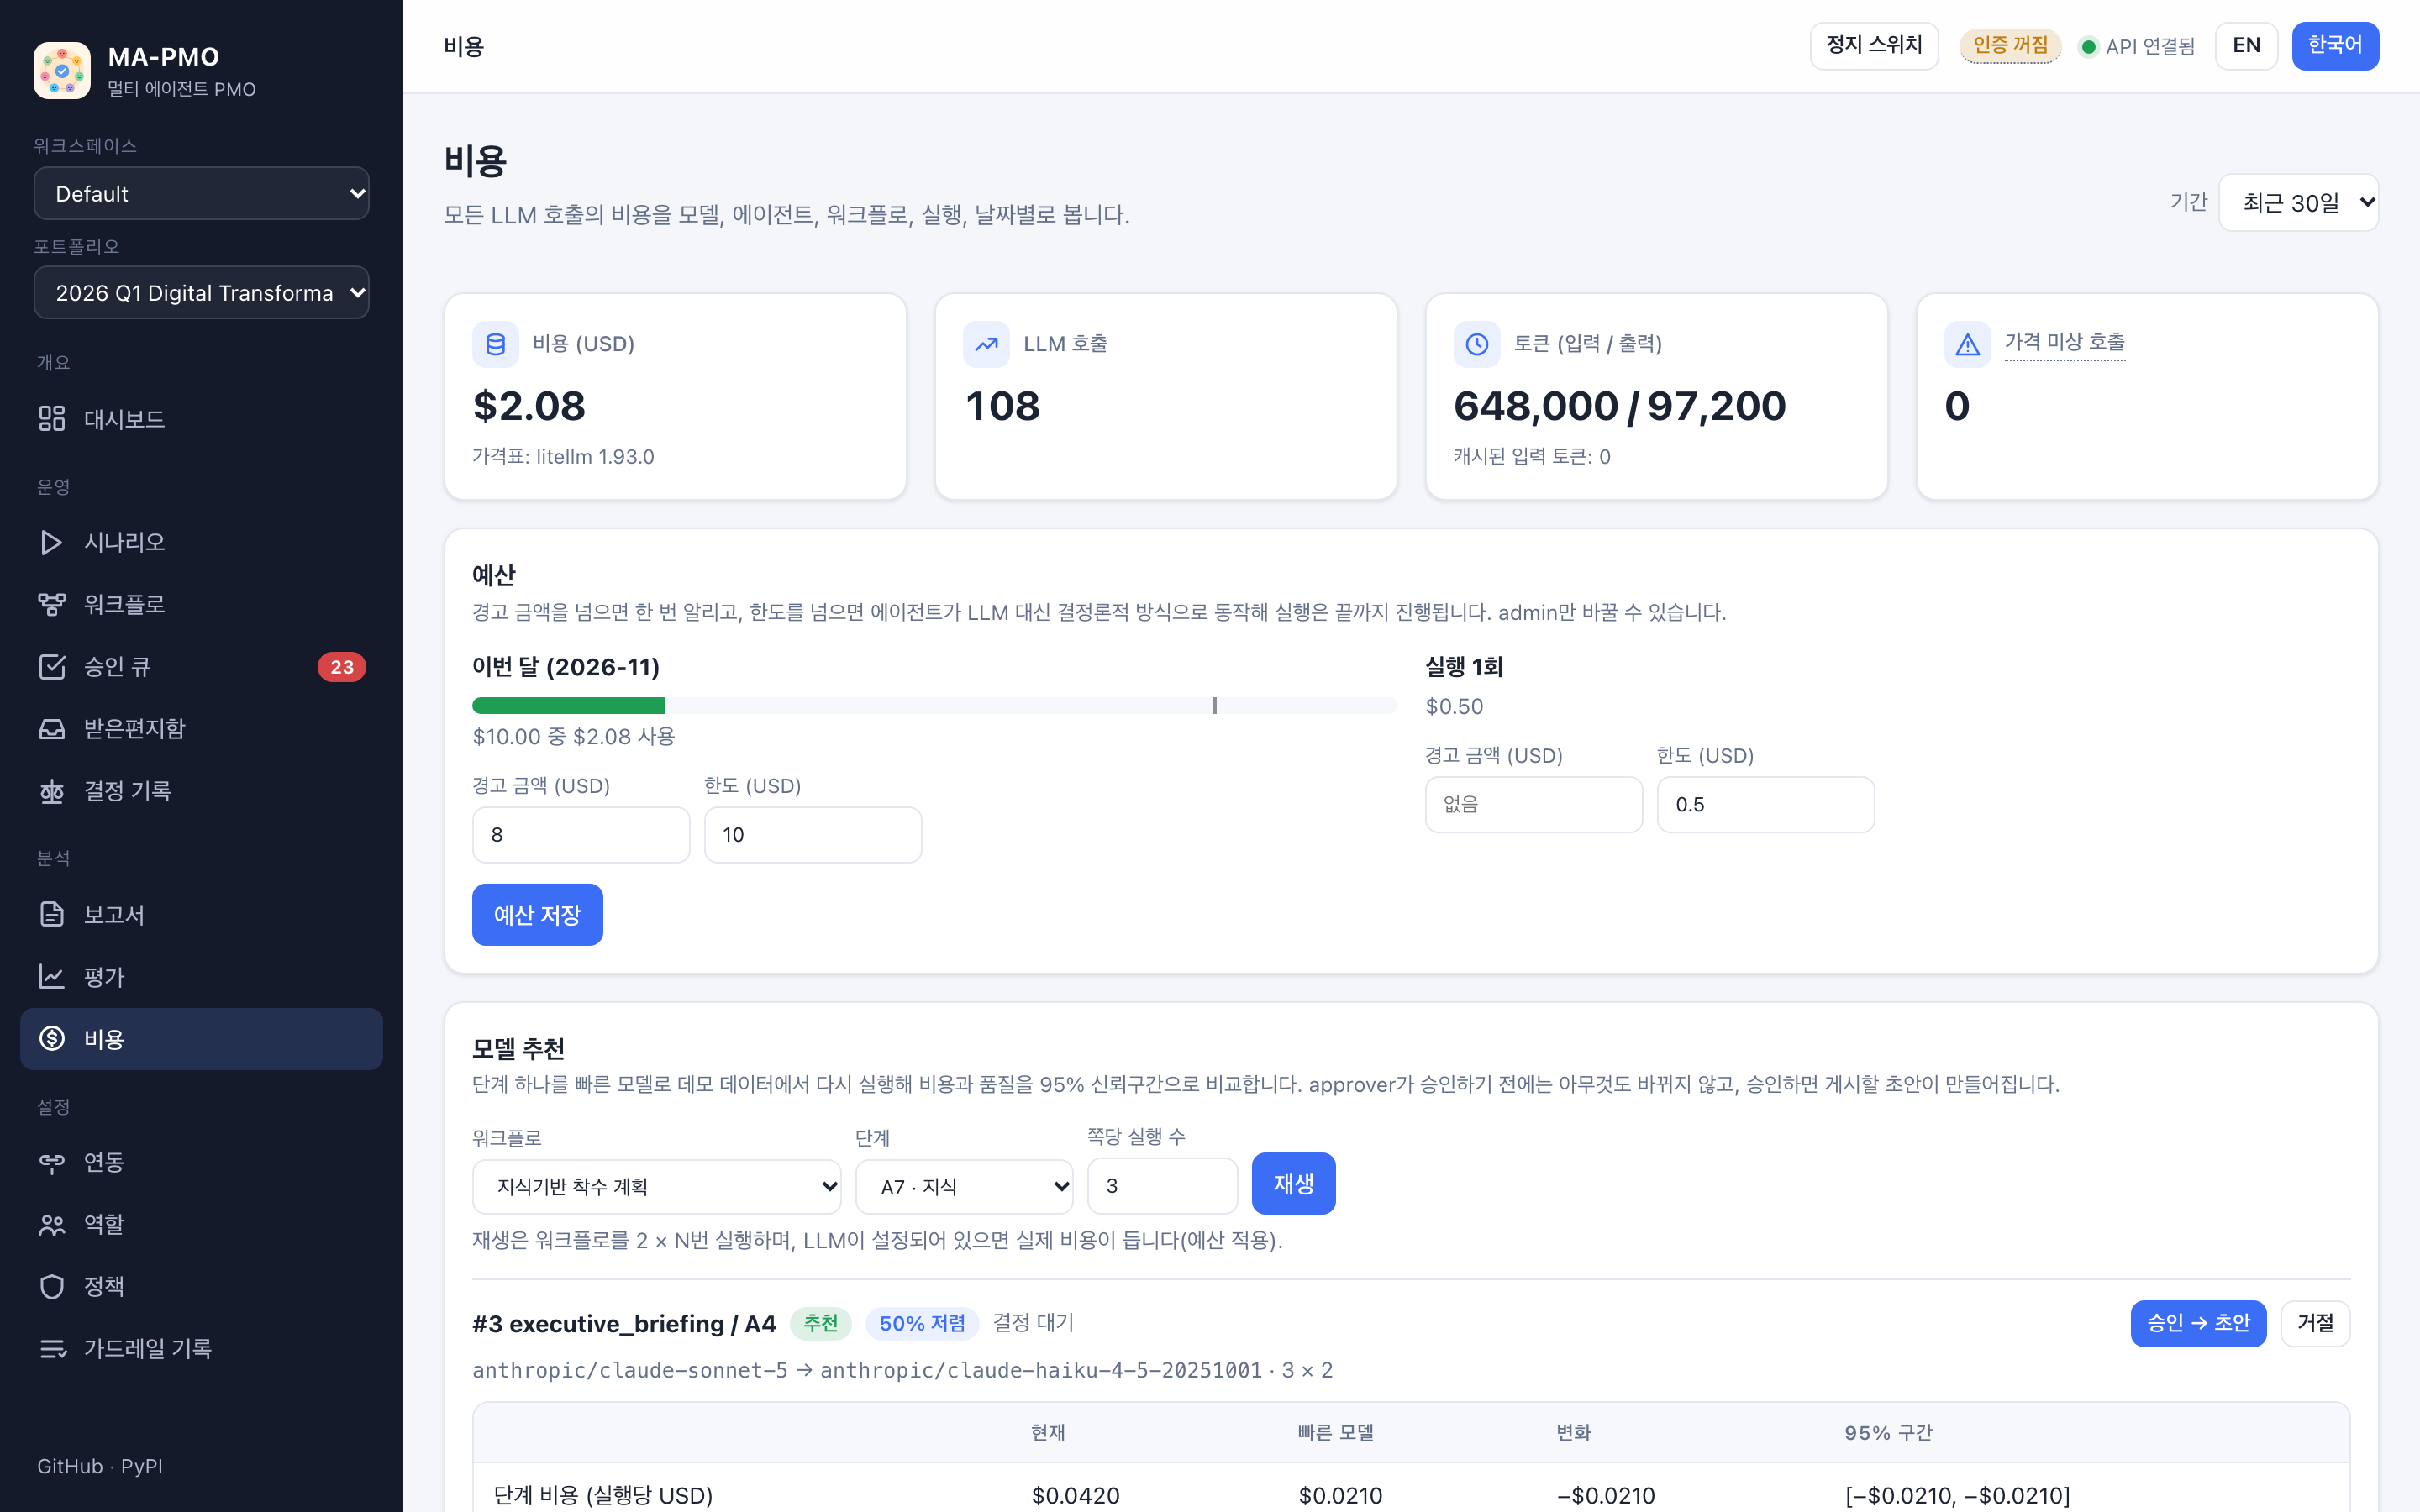 MA-PMO
멀티 에이전트 PMO
워크스페이스
Default
포트폴리오
2026 Q1 Digital Transforma
개요
대시보드
운영
시나리오
워크플로
승인 큐
23
받은편지함
결정 기록
분석
보고서
평가
비용
설정
연동
역할
정책
가드레일 기록
GitHub · PyPI
비용
정지 스위치
인증 꺼짐
API 연결됨
EN
한국어
비용
모든 LLM 호출의 비용을 모델, 에이전트, 워크플로, 실행, 날짜별로 봅니다.
기간
최근 30일
비용 (USD)
$2.08
가격표: litellm 1.93.0
LLM 호출
108
토큰 (입력 / 출력)
648,000 / 97,200
캐시된 입력 토큰: 0
가격 미상 호출
0
예산
경고 금액을 넘으면 한 번 알리고, 한도를 넘으면 에이전트가 LLM 대신 결정론적 방식으로 동작해 실행은 끝까지 진행됩니다. admin만 바꿀 수 있습니다.
이번 달 (2026-11)
$10.00 중 $2.08 사용
경고 금액 (USD)
한도 (USD)
8
10
실행 1회
$0.50
경고 금액 (USD)
한도 (USD)
없음
0.5
예산 저장
모델 추천
단계 하나를 빠른 모델로 데모 데이터에서 다시 실행해 비용과 품질을 95% 신뢰구간으로 비교합니다. approver가 승인하기 전에는 아무것도 바뀌지 않고, 승인하면 게시할 초안이 만들어집니다.
워크플로
단계
쪽당 실행 수
지식기반 착수 계획
A7 · 지식
3
재생
재생은 워크플로를 2 × N번 실행하며, LLM이 설정되어 있으면 실제 비용이 듭니다(예산 적용).
#3 executive_briefing / A4
추천
50% 저렴
결정 대기
승인 → 초안
거절
anthropic/claude-sonnet-5 → anthropic/claude-haiku-4-5-20251001 · 3 × 2
현재
빠른 모델
변화
95% 구간
단계 비용 (실행당 USD)
$0.0420
$0.0210
−$0.0210
[−$0.0210, −$0.0210]